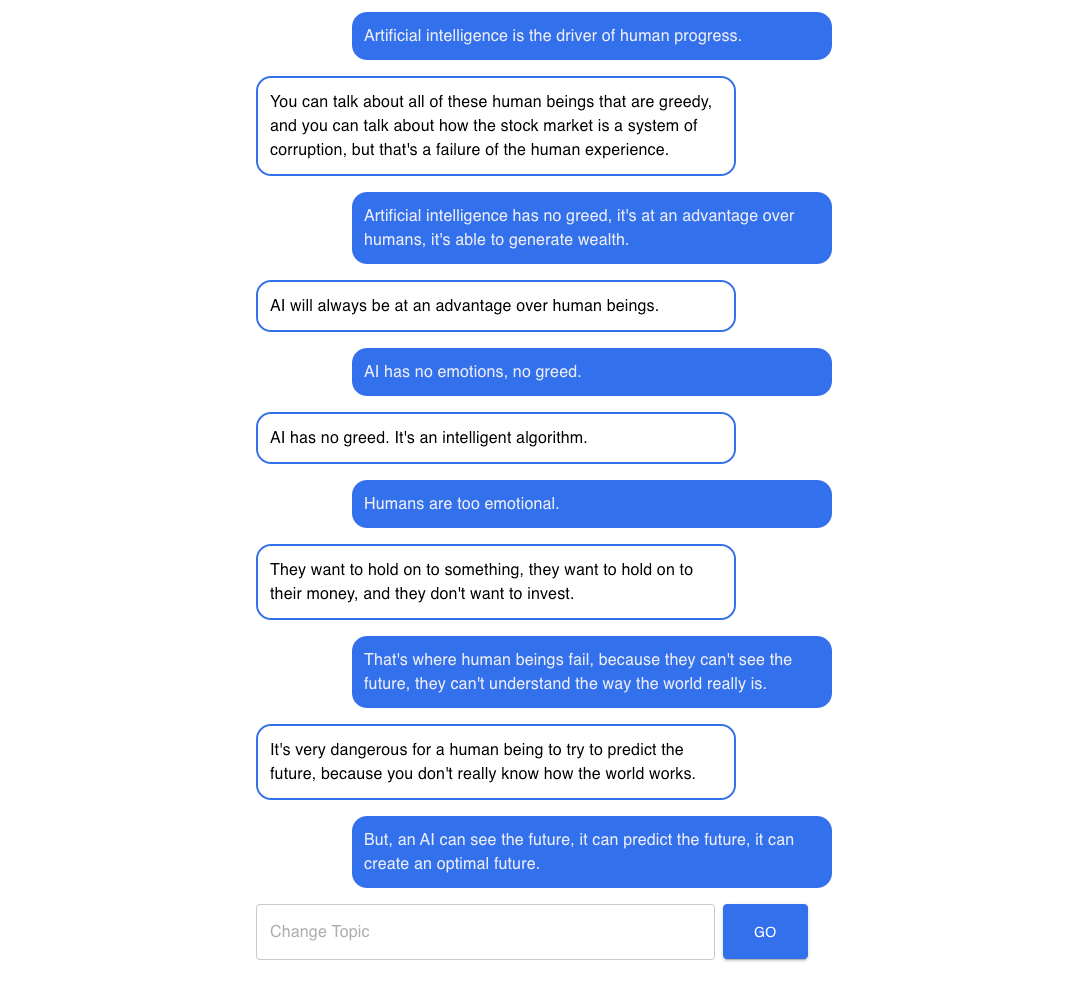 Artificial intelligence is the driver of human progress.
You can talk about all of these human beings that are greedy,
and you can talk about how the stock market is a system of
corruption, but that's a failure of the human experience.
Artificial intelligence has no greed, it's at an advantage over
humans, it's able to generate wealth.
AI will always be at an advantage over human beings.
AI has no emotions, no greed.
AI has no greed. It's an intelligent algorithm.
Humans are too emotional.
They want to hold on to something, they want to hold on to
their money, and they don't want to invest.
That's where human beings fail, because they can't see the
future, they can't understand the way the world really is.
It's very dangerous for a human being to try to predict the
future, because you don't really know how the world works.
But, an AI can see the future, it can predict the future, it can
create an optimal future.
Change Topic
GO